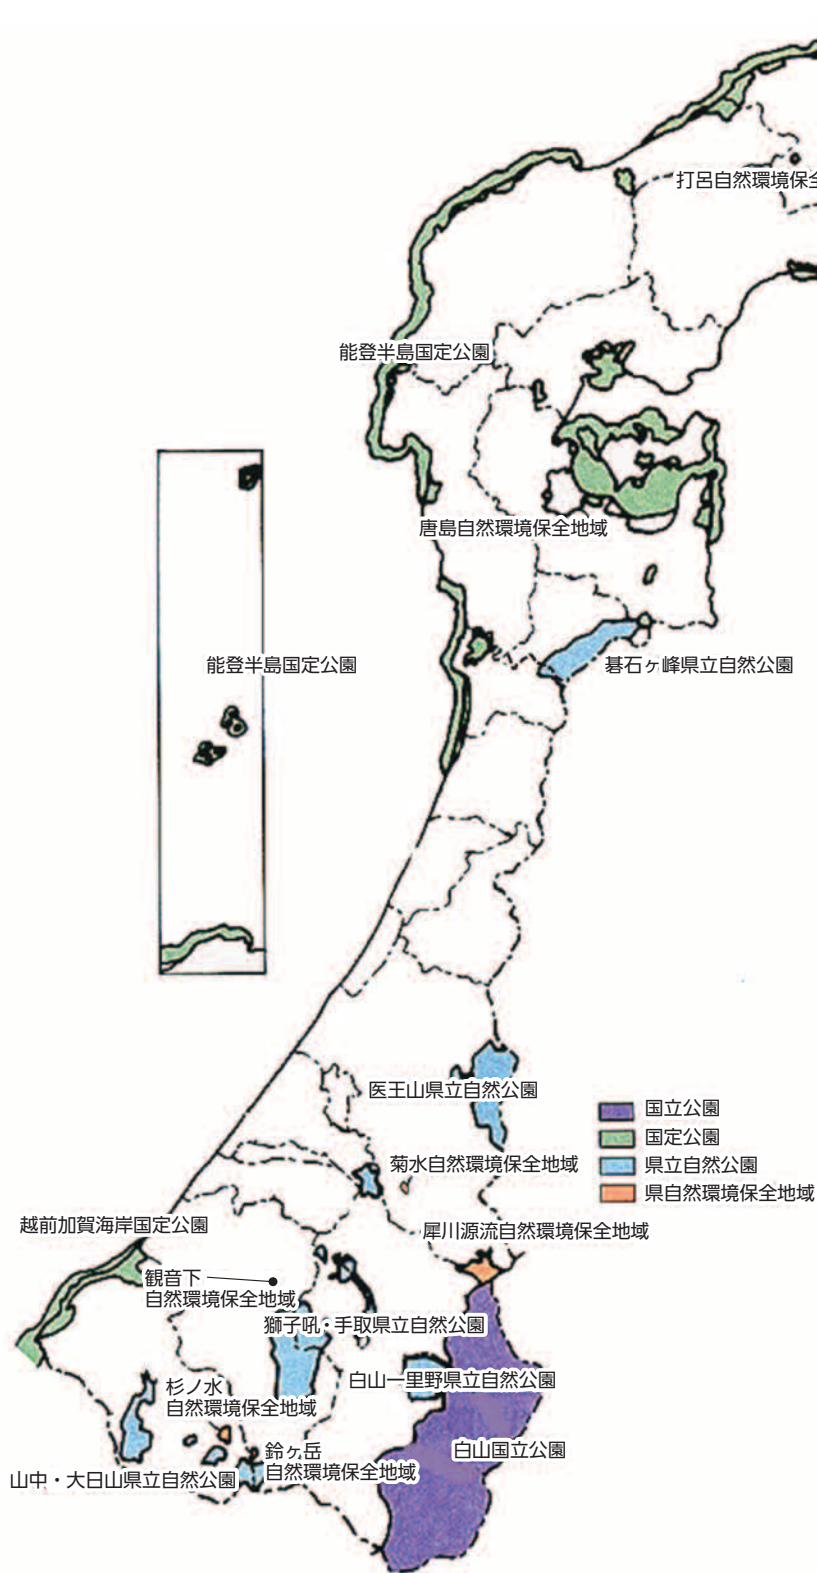 打呂自然環境保全
能登半島国定公園
唐島自然環境保全地域
能登半島国定公園
碁石ヶ峰県立自然公園
医王山県立自然公園
国立公園
国定公園
県立自然公園
県自然環境保全地域
菊水自然環境保全地域
越前加賀海岸国定公園
犀川源流自然環境保全地域
観音下
自然環境保全地域
獅子吼・手取県立自然公園
白山一里野県立自然公園
杉ノ水
自然環境保全地域
白山国立公園
鈴ヶ岳
自然環境保全地域
山中・大日山県立自然公園